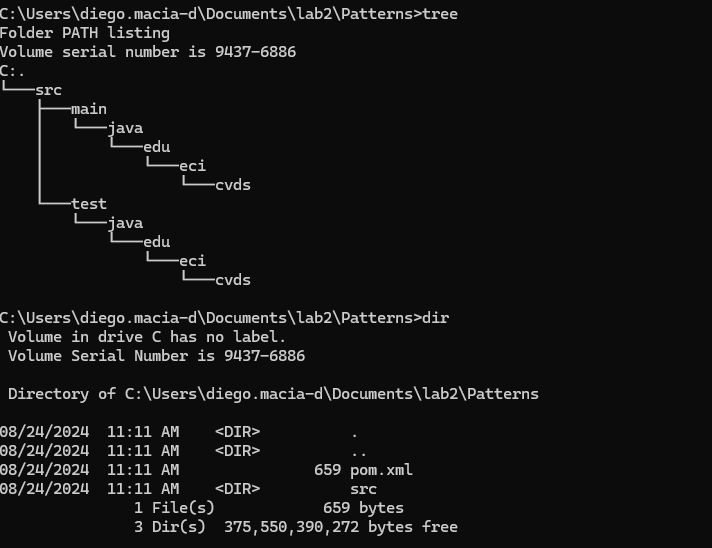 C:\Users\diego.macia-d\Documents\lab2\Patterns>tree
Folder PATH listing
Volume serial number is 9437-6886
C:.
└───src
    ├───main
    │   └───java
    │       └───edu
    │           └───eci
    │               └───cvds
    └───test
        └───java
            └───edu
                └───eci
                    └───cvds
C:\Users\diego.macia-d\Documents\lab2\Patterns>dir
 Volume in drive C has no label.
 Volume Serial Number is 9437-6886
 Directory of C:\Users\diego.macia-d\Documents\lab2\Patterns
08/24/2024  11:11 AM    <DIR>          .
08/24/2024  11:11 AM    <DIR>          ..
08/24/2024  11:11 AM               659 pom.xml
08/24/2024  11:11 AM    <DIR>          src
               1 File(s)            659 bytes
               3 Dir(s)  375,550,390,272 bytes free